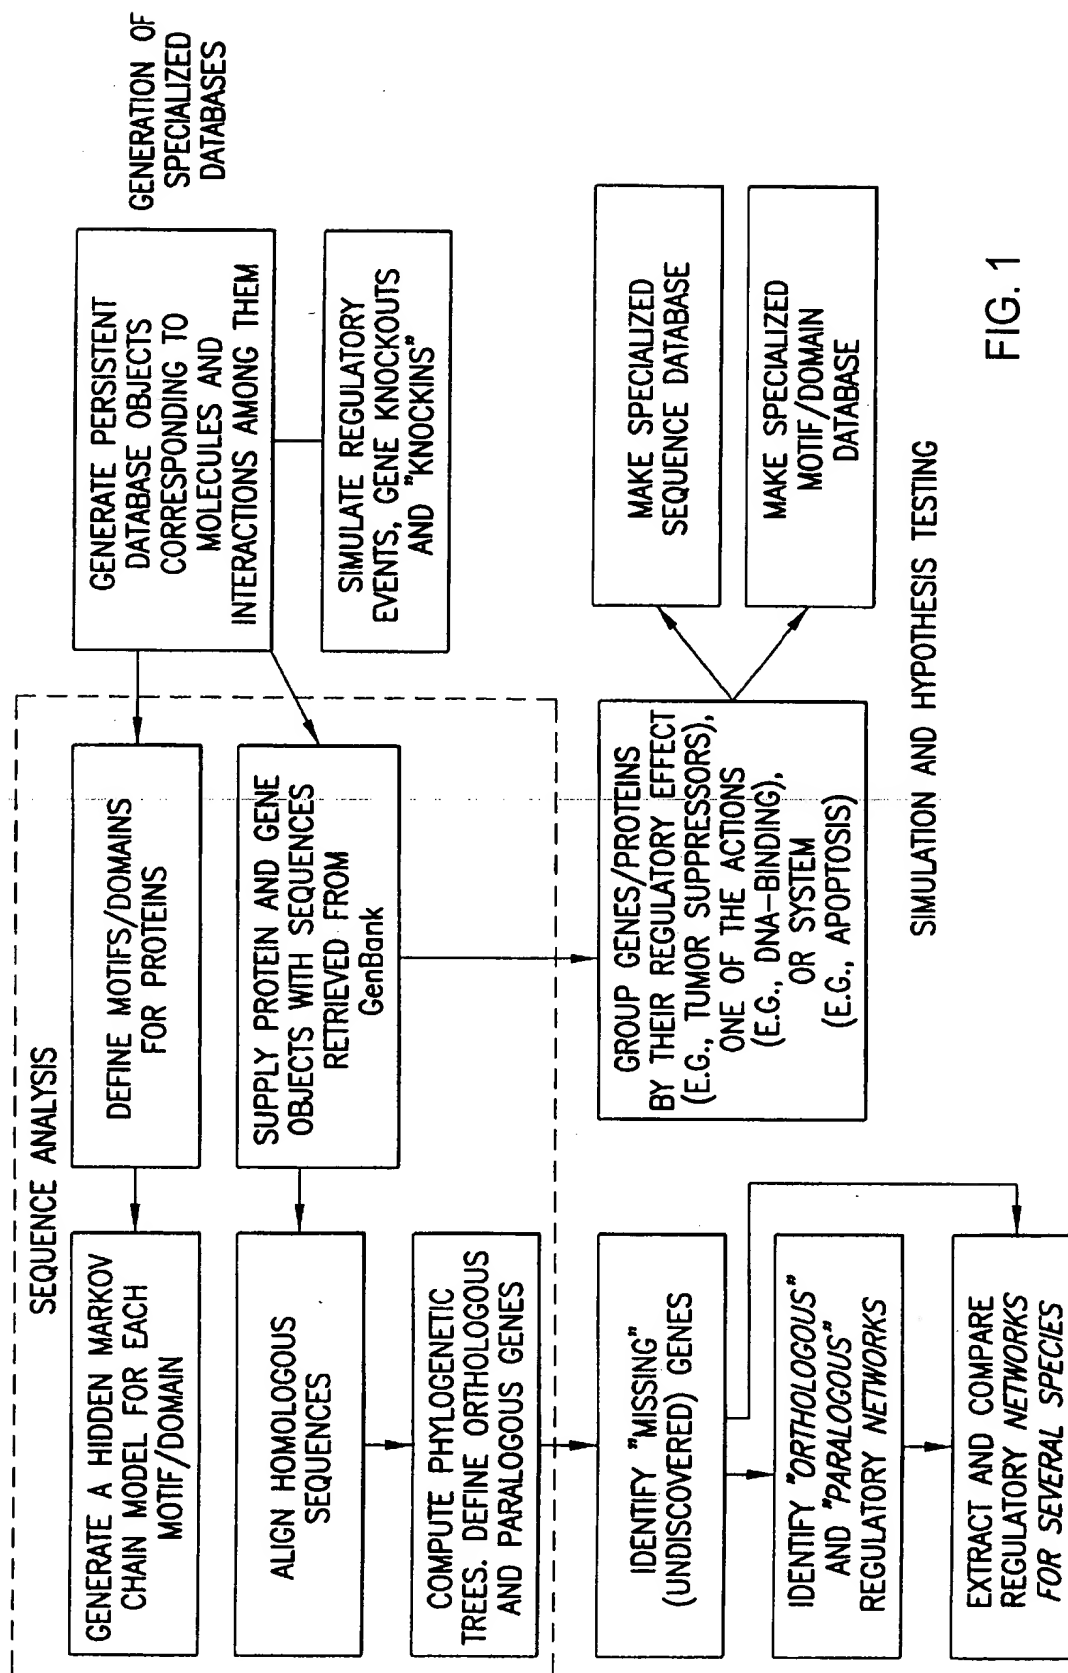 SEQUENCE ANALYSIS
GENERATE A HIDDEN MARKOV
CHAIN MODEL FOR EACH
MOTIF/DOMAIN
DEFINE MOTIFS/DOMAINS
FOR PROTEINS
GENERATE PERSISTENT
DATABASE OBJECTS
CORRESPONDING TO
MOLECULES AND
INTERACTIONS AMONG THEM
GENERATION OF
SPECIALIZED
DATABASES
ALIGN HOMOLOGOUS
SEQUENCES
SUPPLY PROTEIN AND GENE
OBJECTS WITH SEQUENCES
RETRIEVED FROM
GenBank
SIMULATE REGULATORY
EVENTS, GENE KNOCKOUTS
AND "KNOCKINS"
COMPUTE PHYLOGENETIC
TREES. DEFINE ORTHOLOGOUS
AND PARALOGOUS GENES
IDENTIFY "MISSING"
(UNDISCOVERED) GENES
GROUP GENES/PROTEINS
BY THEIR REGULATORY EFFECT
(E.G., TUMOR SUPPRESSORS),
ONE OF THE ACTIONS
(E.G., DNA-BINDING),
OR SYSTEM
(E.G., APOPTOSIS)
MAKE SPECIALIZED
SEQUENCE DATABASE
MAKE SPECIALIZED
MOTIF/DOMAIN
DATABASE
IDENTIFY "ORTHOLOGOUS"
AND "PARALOGOUS"
REGULATORY NETWORKS
EXTRACT AND COMPARE
REGULATORY NETWORKS
FOR SEVERAL SPECIES
SIMULATION AND HYPOTHESIS TESTING
FIG. 1